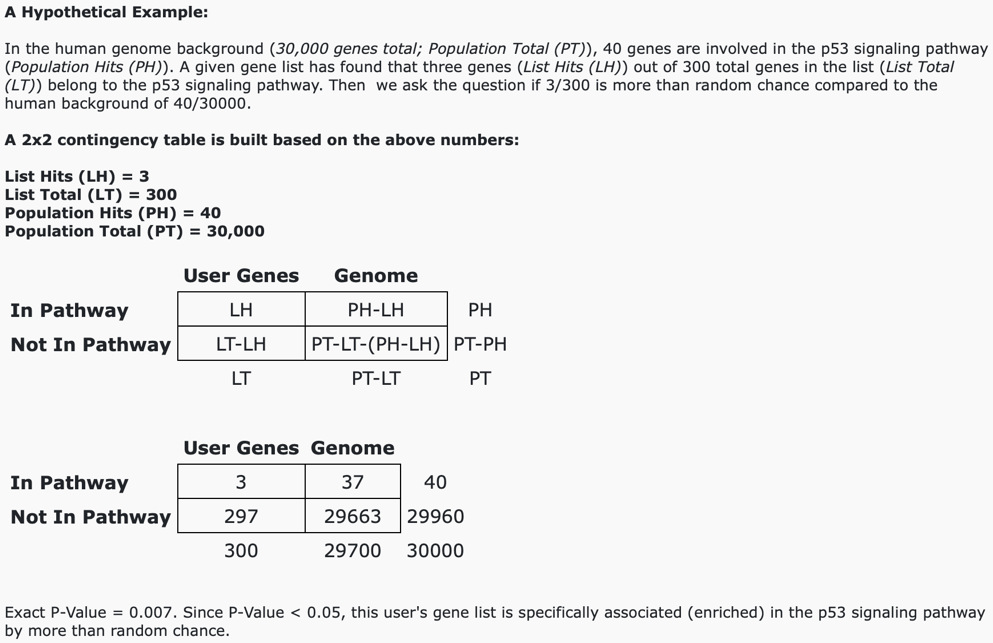 A Hypothetical Example:
In the human genome background (30,000 genes total; Population Total (PT)), 40 genes are involved in the p53 signaling pathway
(Population Hits (PH)). A given gene list has found that three genes (List Hits (LH)) out of 300 total genes in the list (List Total
(LT)) belong to the p53 signaling pathway. Then  we ask the question if 3/300 is more than random chance compared to the
human background of 40/30000.
A 2x2 contingency table is built based on the above numbers:
List Hits (LH) = 3
List Total (LT) = 300
Population Hits (PH) = 40
Population Total (PT) = 30,000
User Genes Genome
In Pathway LH PH-LH PH
Not In Pathway LT-LH PT-LT-(PH-LH) PT-PH
LT PT-LT PT
User Genes Genome
In Pathway 3 37 40
Not In Pathway 297 29663 29960
300 29700 30000
Exact P-Value = 0.007. Since P-Value < 0.05, this user's gene list is specifically associated (enriched) in the p53 signaling pathway
by more than random chance.